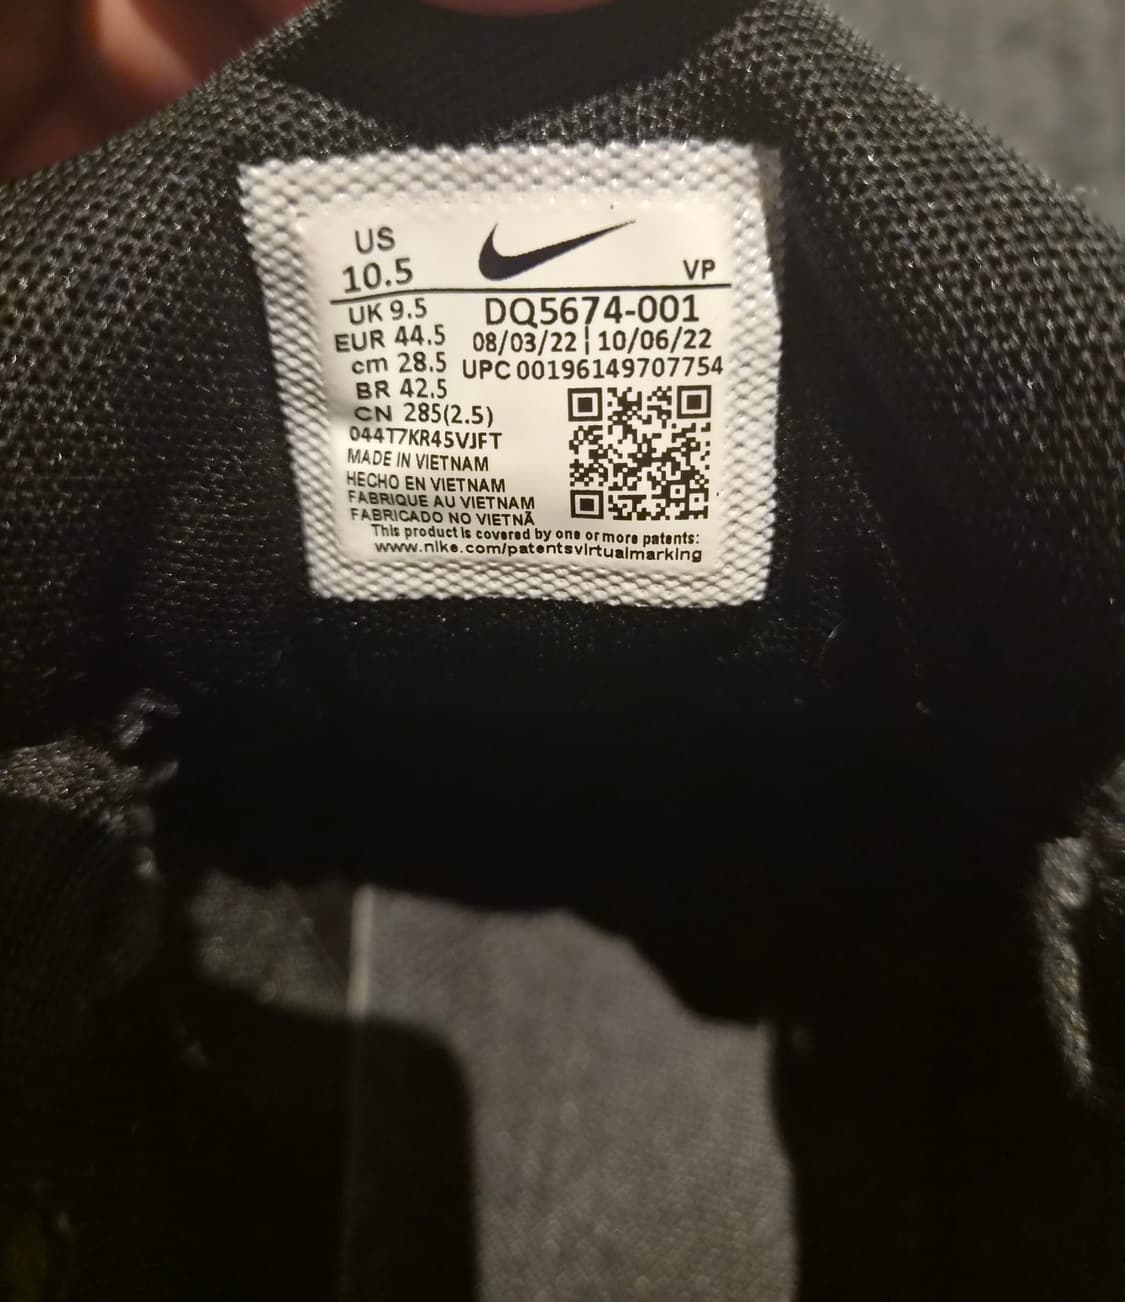 US
10.5
VP
UK 9.5
DQ5674-001
EUR 44.5
08/03/22 | 10/06/22
cm 28.5
UPC 00196149707754
BR 42.5
CN 285(2.5)
044T7KR45VJFT
MADE IN VIETNAM
HECHO EN VIETNAM
FABRIQUE AU VIETNAM
FABRICADO NO VIETNÃ
This product is covered by one or more patents:
www.nike.com/patentsvirtualmarking